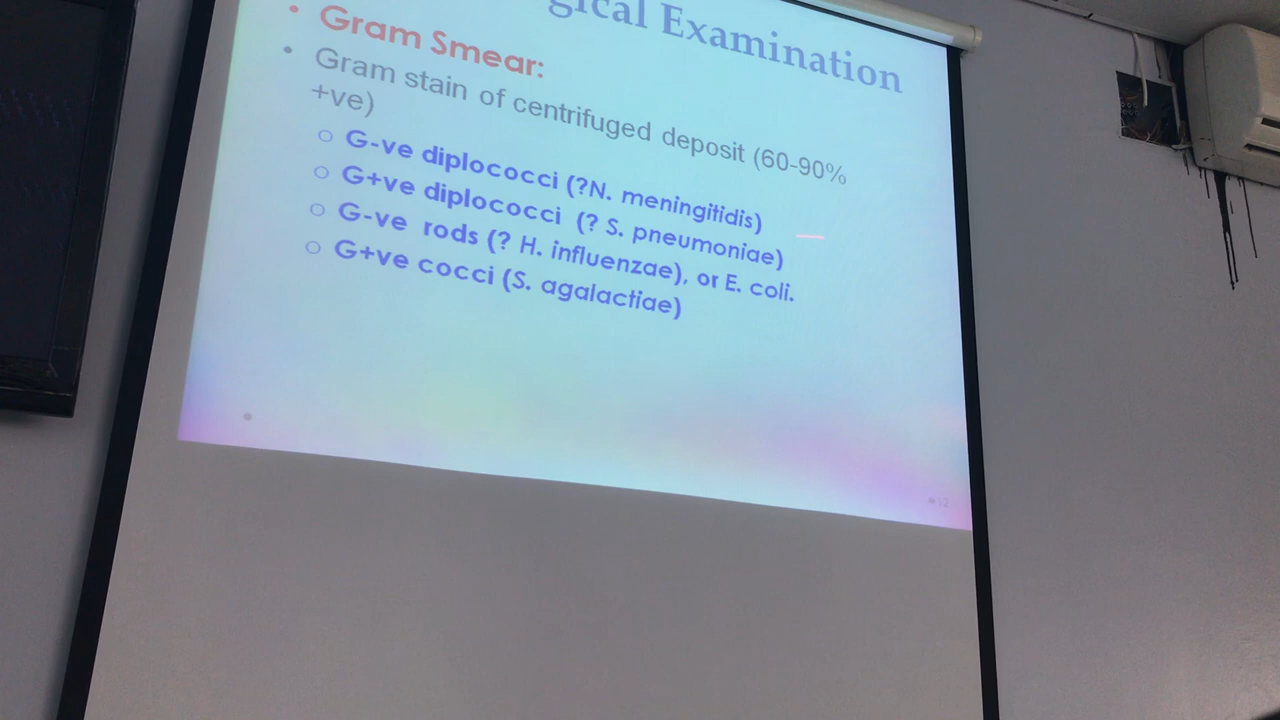 gical Examination
• Gram Smear:
• Gram stain of centrifuged deposit (60-90%
+ve)
○ G-ve diplococci (?N. meningitidis)
○ G+ve diplococci (? S. pneumoniae)
○ G-ve rods (? H. influenzae), or E. coli.
○ G+ve cocci (S. agalactiae)
•12